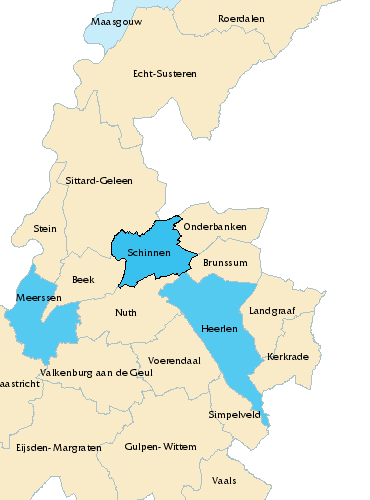 Maasgouw
Roerdalen
Echt-Susteren
Sittard-Geleen
Stein
Onderbanken
Schinnen
Brunssum
Beek
Meerssen
Nuth
Landgraaf
Heerlen
Kerkrade
Voerendaal
Valkenburg aan de Geul
aastricht
Simpelveld
Eijsden-Margraten
Gulpen-Wittem
Vaals